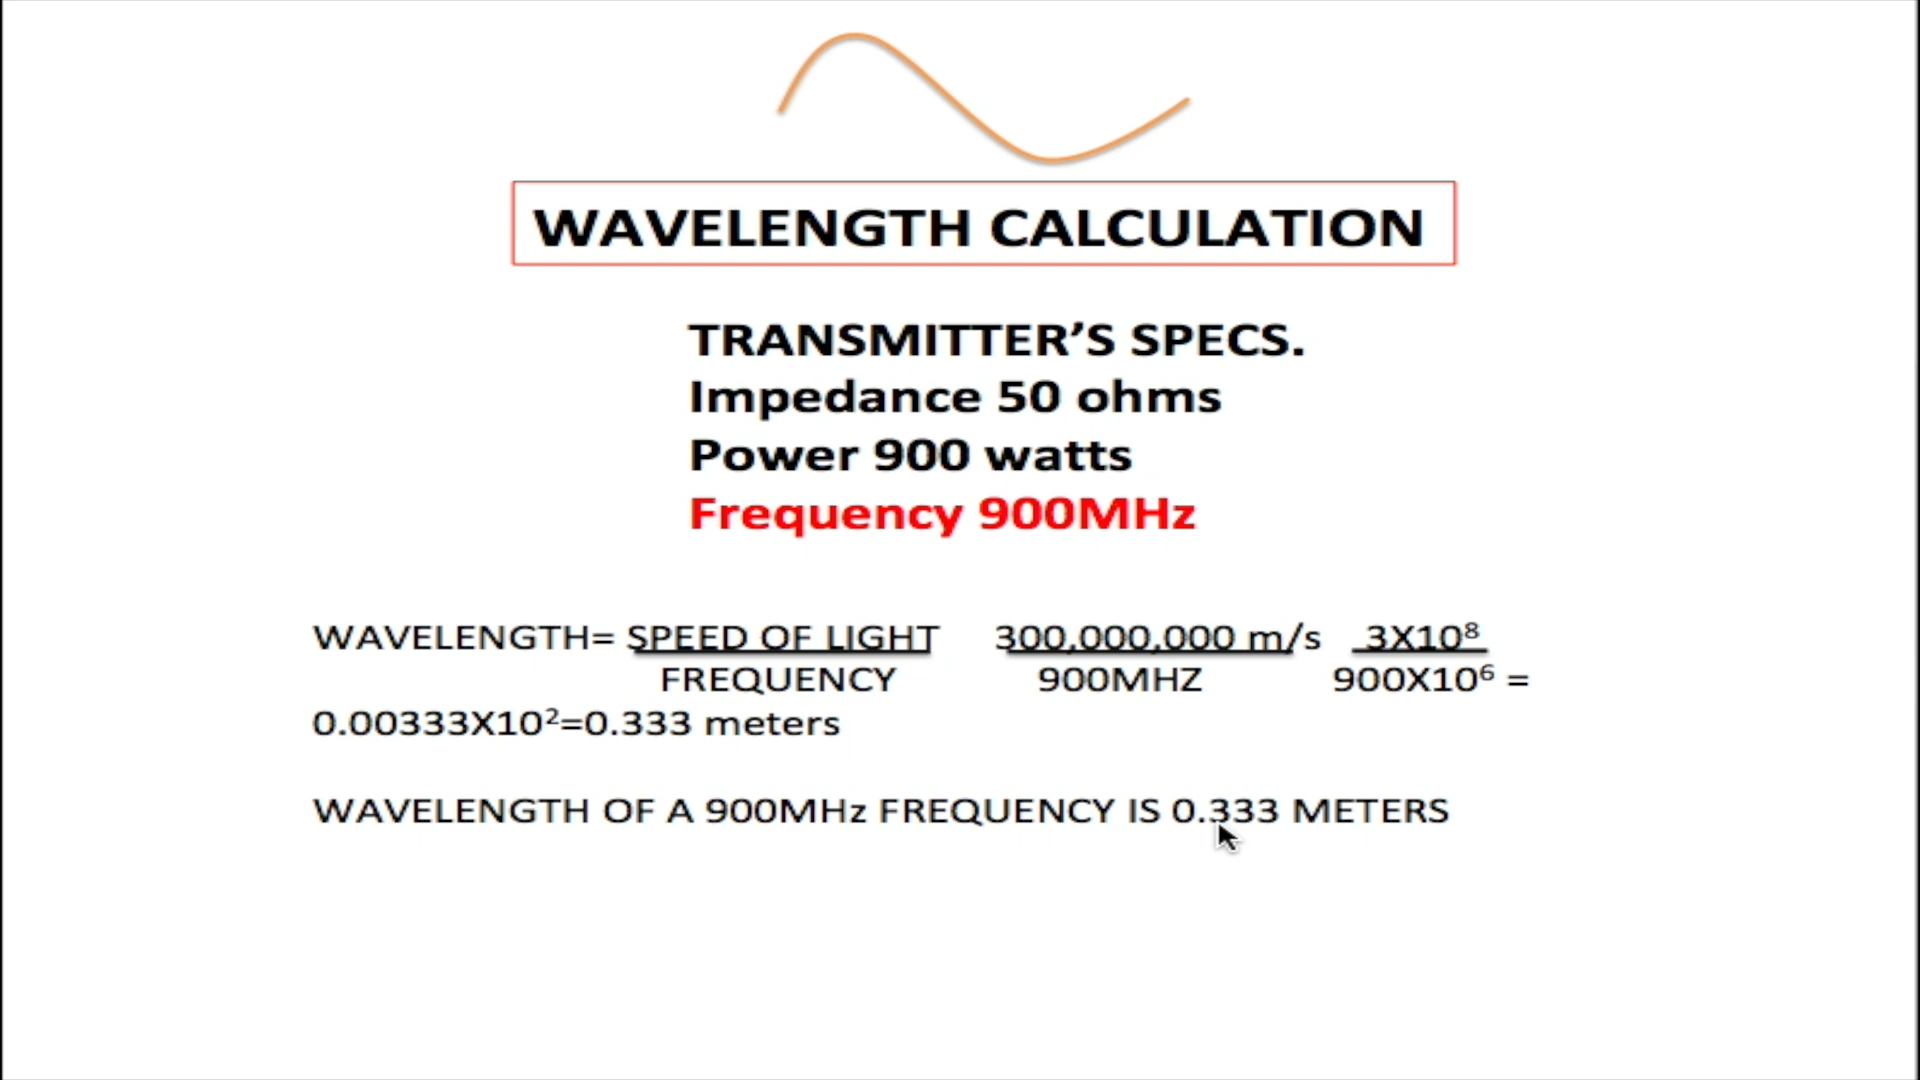 WAVELENGTH CALCULATION
TRANSMITTER’S SPECS.
Impedance 50 ohms
Power 900 watts
Frequency 900MHz
WAVELENGTH= SPEED OF LIGHT 300,000,000 m/s 3X10⁸
FREQUENCY 900MHZ 900X10⁶ =
0.00333X10²=0.333 meters
WAVELENGTH OF A 900MHz FREQUENCY IS 0.333 METERS